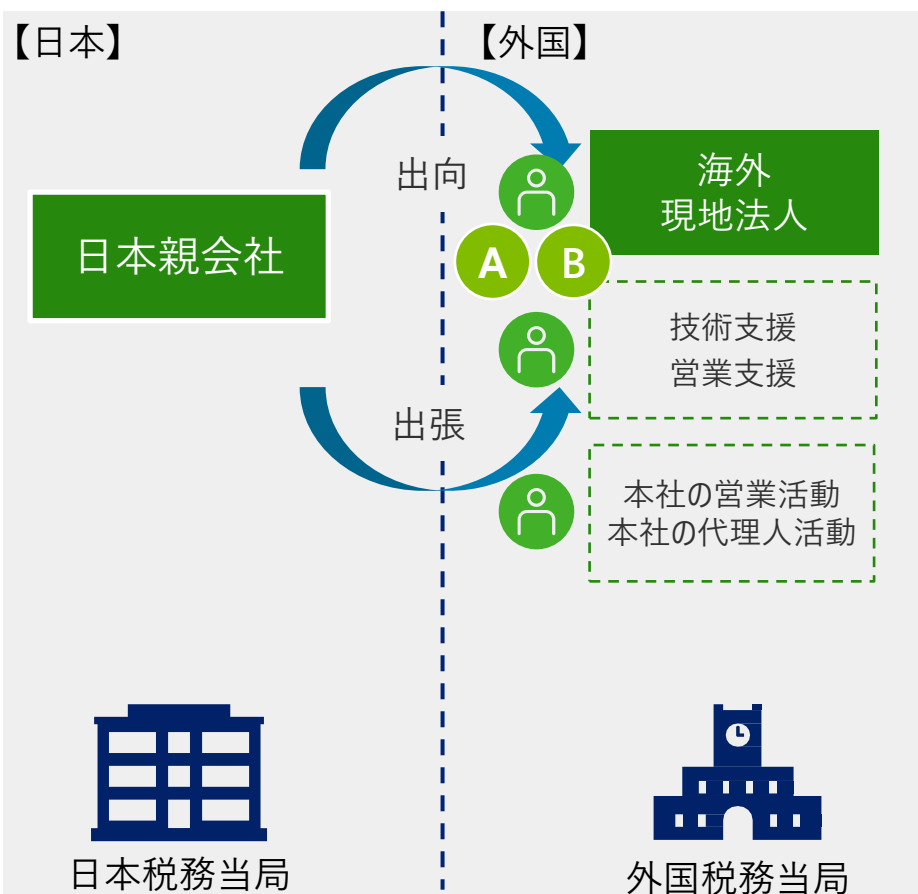 【日本】
【外国】
出向
海外
現地法人
日本親会社
A
B
技術支援
営業支援
出張
本社の営業活動
本社の代理人活動
日本税務当局
外国税務当局